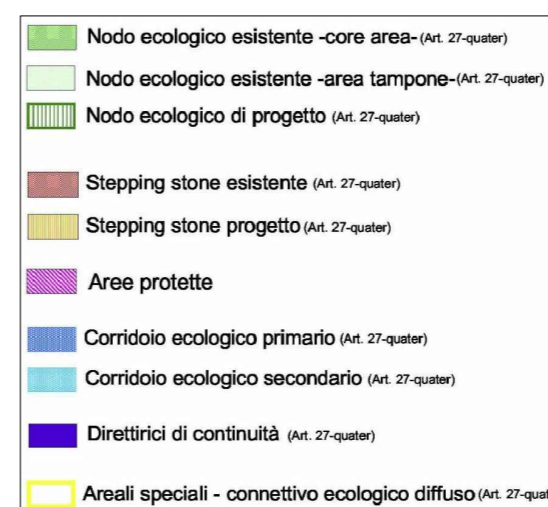 Nodo ecologico esistente -core area- (Art. 27-quater)
Nodo ecologico esistente -area tampone-(Art. 27-quater)
Nodo ecologico di progetto (Art. 27-quater)
Stepping stone esistente (Art. 27-quater)
Stepping stone progetto (Art. 27-quater)
Aree protette
Corridoio ecologico primario (Art. 27-quater)
Corridoio ecologico secondario (Art. 27-quater)
Direttirici di continuità (Art. 27-quater)
Areali speciali - connettivo ecologico diffuso (Art. 27-quat